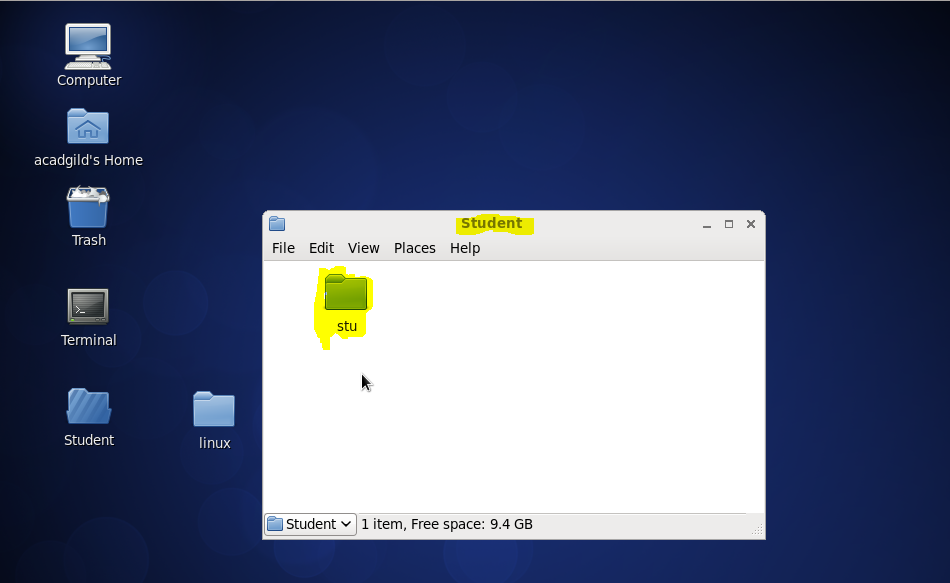 Computer
acadgild's Home
Trash
Terminal
Student
linux
Student
File Edit View Places Help
stu
Student 1 item, Free space: 9.4 GB